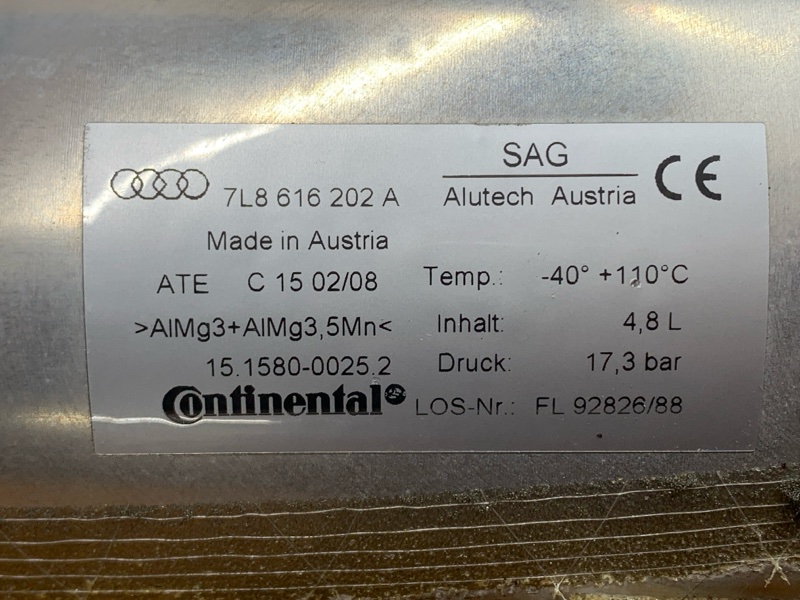 SAG
7L8 616 202 A
Alutech Austria
CE
Made in Austria
ATE C 15 02/08
Temp.: -40° +110°C
>AlMg3+AlMg3,5Mn<
Inhalt: 4,8 L
15.1580-0025.2
Druck: 17,3 bar
Continental
LOS-Nr.: FL 92826/88